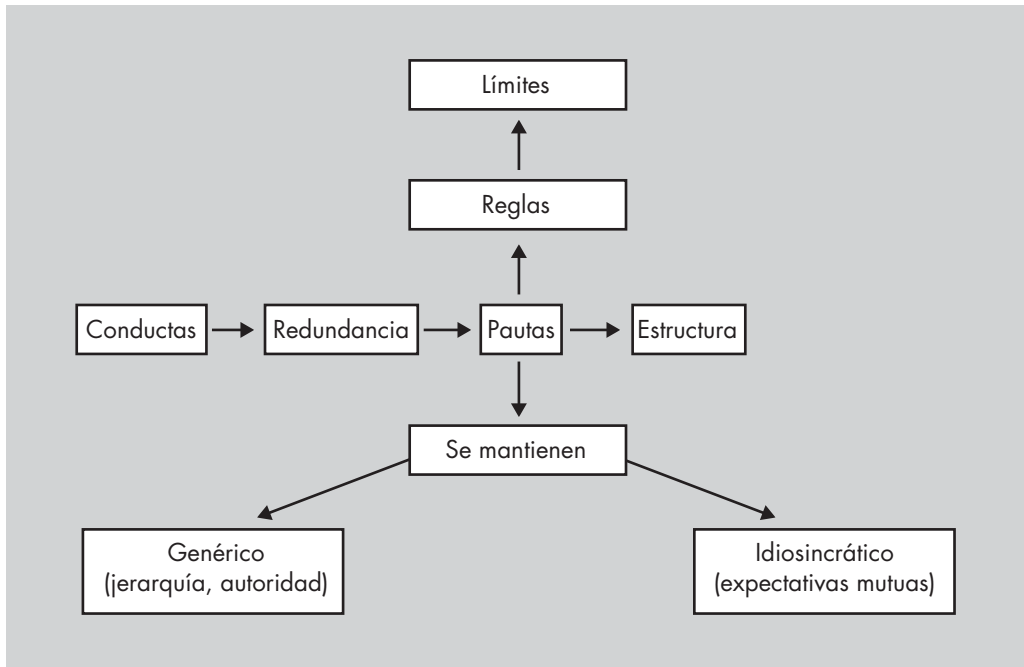 Límites
Reglas
Conductas
Redundancia
Pautas
Estructura
Se mantienen
Genérico
(jerarquía, autoridad)
Idiosincrático
(expectativas mutuas)